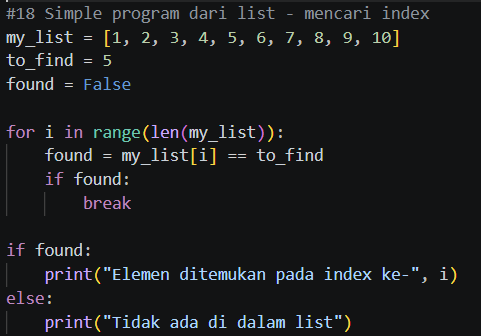 #18 Simple program dari list - mencari index
my_list = [1, 2, 3, 4, 5, 6, 7, 8, 9, 10]
to_find = 5
found = False

for i in range(len(my_list)):
    found = my_list[i] == to_find
    if found:
        break

if found:
    print("Elemen ditemukan pada index ke-", i)
else:
    print("Tidak ada di dalam list")